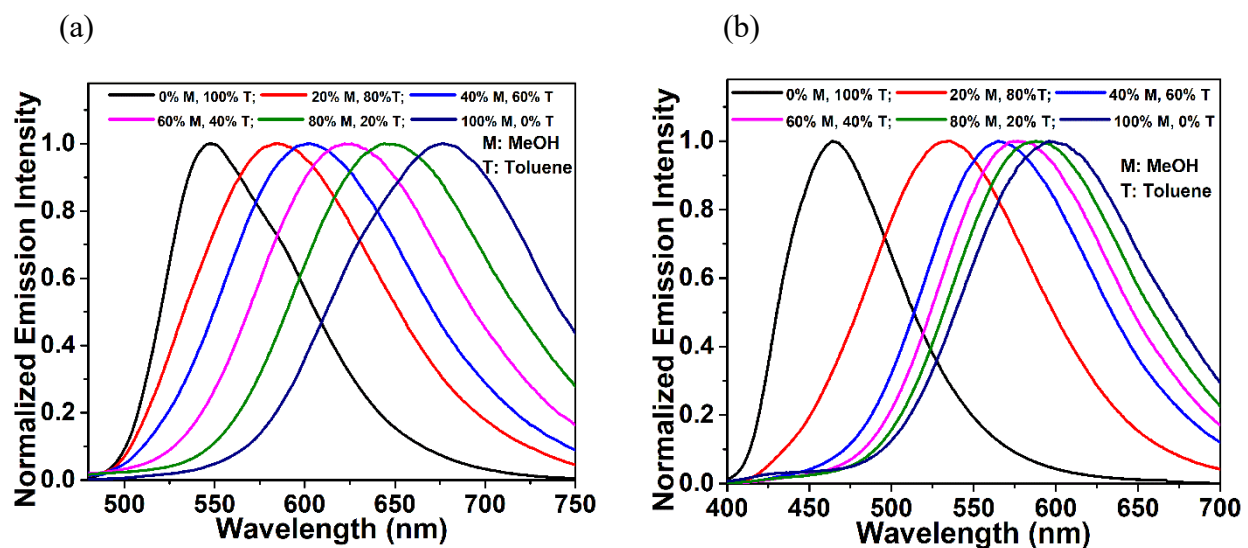 (a)
0% M, 100% T; 20% M, 80%T; 40% M, 60% T
60% M, 40% T; 80% M, 20% T; 100% M, 0% T
M: MeOH
T: Toluene
Normalized Emission Intensity
1.0
0.8
0.6
0.4
0.2
0.0
500 550 600 650 700 750
Wavelength (nm)
(b)
0% M, 100% T; 20% M, 80%T; 40% M, 60% T
60% M, 40% T; 80% M, 20% T; 100% M, 0% T
M: MeOH
T: Toluene
Normalized Emission Intensity
1.0
0.8
0.6
0.4
0.2
0.0
400 450 500 550 600 650 700
Wavelength (nm)